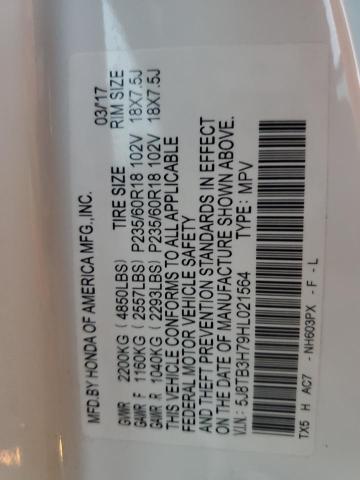 MFD.BY HONDA OF AMERICA MFG.,INC. 03/17
TIRE SIZE RIM SIZE
GVWR 2200KG ( 4850LBS)
GAWR F 1160KG ( 2557LBS) P235/60R18 102V 18X7.5J
GAWR R 1040KG ( 2293LBS) P235/60R18 102V 18X7.5J
THIS VEHICLE CONFORMS TO ALL APPLICABLE
FEDERAL MOTOR VEHICLE SAFETY
AND THEFT PREVENTION STANDARDS IN EFFECT
ON THE DATE OF MANUFACTURE SHOWN ABOVE.
V.I.N.: 5J8TB3H79HL021564 TYPE: MPV
TX5 H AC7 -NH603PX - F - L